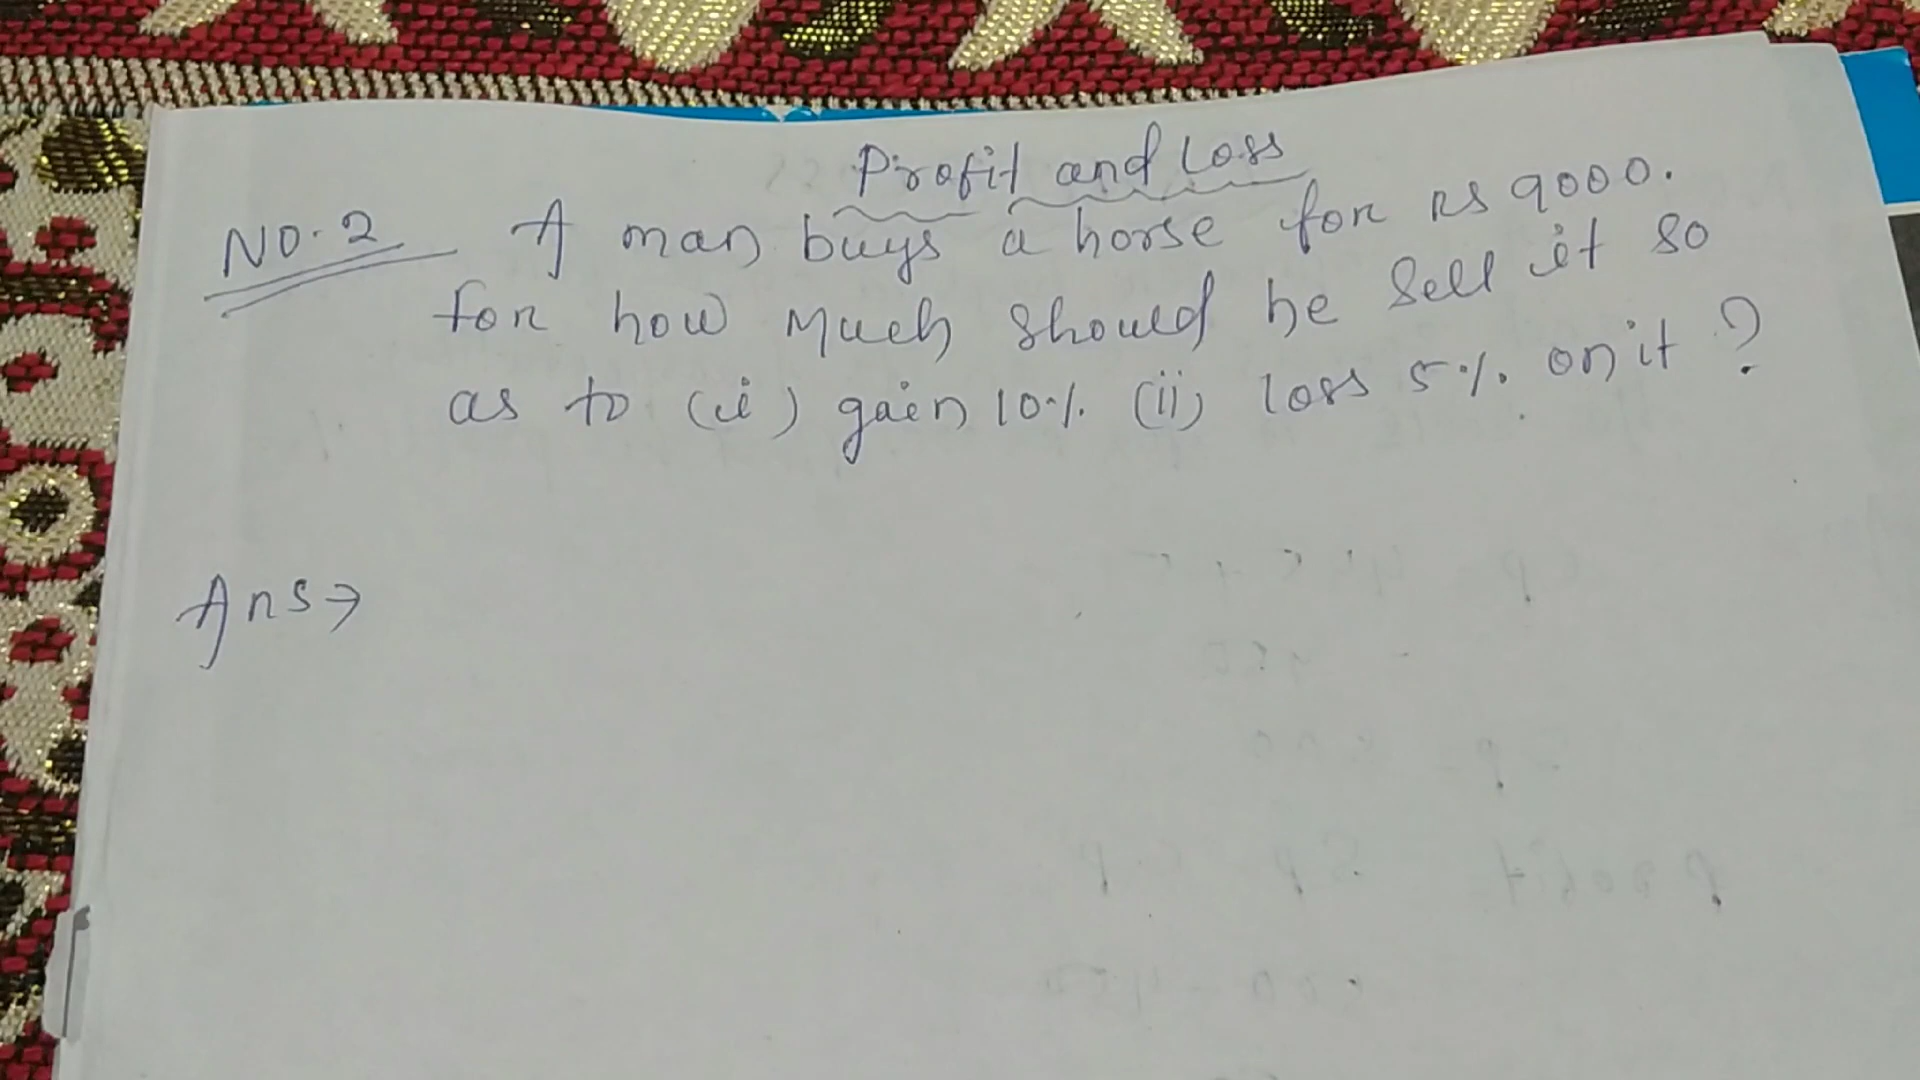 Profit and Loss
NO.2 A man buys a horse for rs 9000.
for how much should he sell it so
as to (i) gain 10% (ii) loss 5% on it ?
Ans→